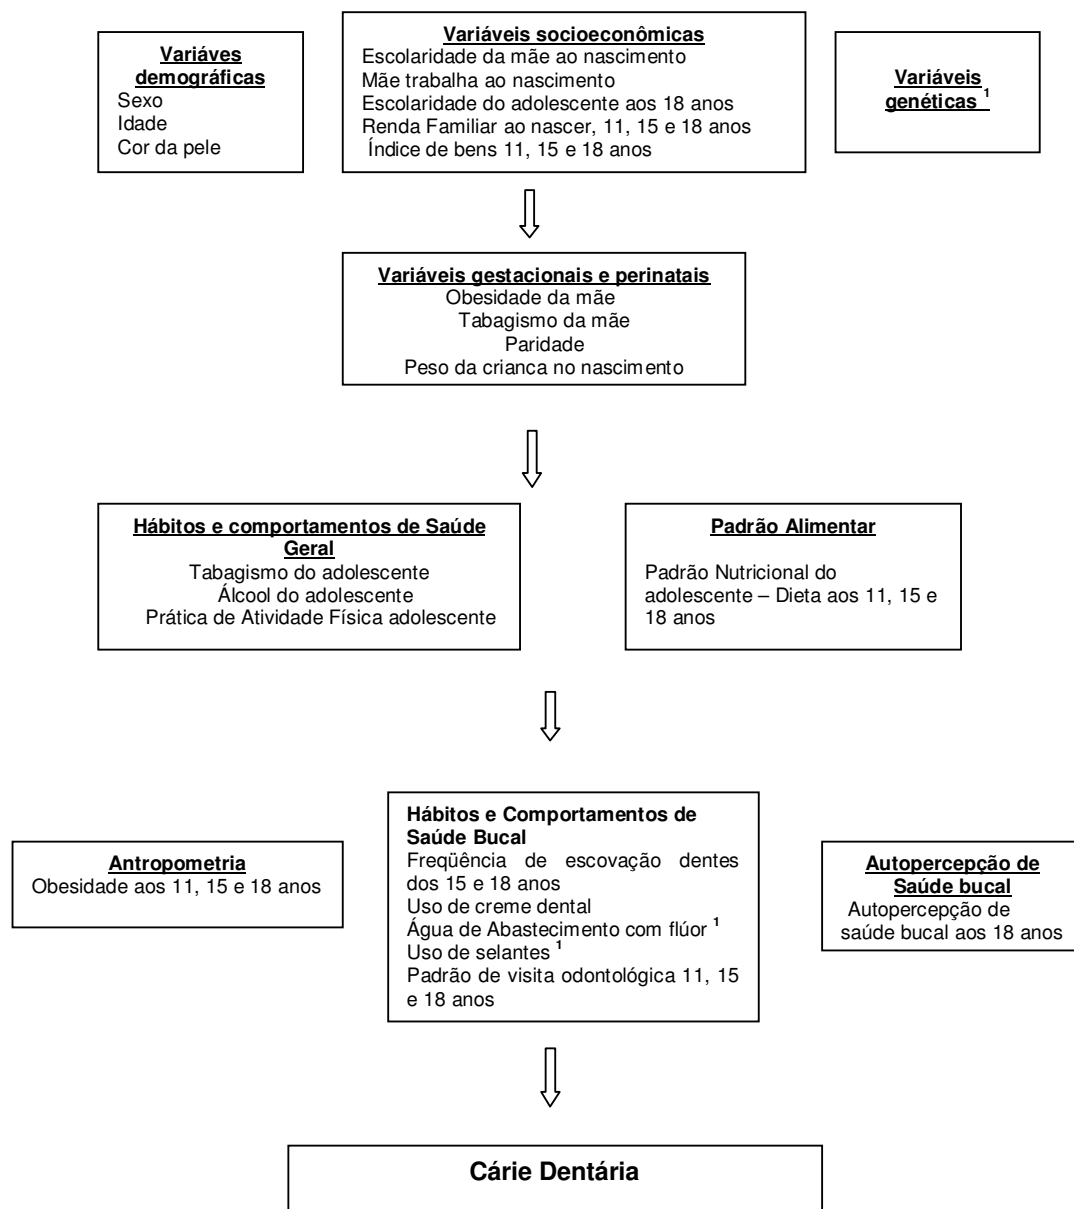 Variáves
demográficas
Sexo
Idade
Cor da pele
Variáveis socioeconômicas
Escolaridade da mãe ao nascimento
Mãe trabalha ao nascimento
Escolaridade do adolescente aos 18 anos
Renda Familiar ao nascer, 11, 15 e 18 anos
Índice de bens 11, 15 e 18 anos
Variáveis
genéticas 1
Variáveis gestacionais e perinatais
Obesidade da mãe
Tabagismo da mãe
Paridade
Peso da crianca no nascimento
Hábitos e comportamentos de Saúde
Geral
Tabagismo do adolescente
Álcool do adolescente
Prática de Atividade Física adolescente
Padrão Alimentar
Padrão Nutricional do
adolescente – Dieta aos 11, 15 e
18 anos
Antropometria
Obesidade aos 11, 15 e 18 anos
Hábitos e Comportamentos de
Saúde Bucal
Freqüência de escovação dentes
dos 15 e 18 anos
Uso de creme dental
Água de Abastecimento com flúor 1
Uso de selantes 1
Padrão de visita odontológica 11, 15
e 18 anos
Autopercepção de
Saúde bucal
Autopercepção de
saúde bucal aos 18 anos
Cárie Dentária